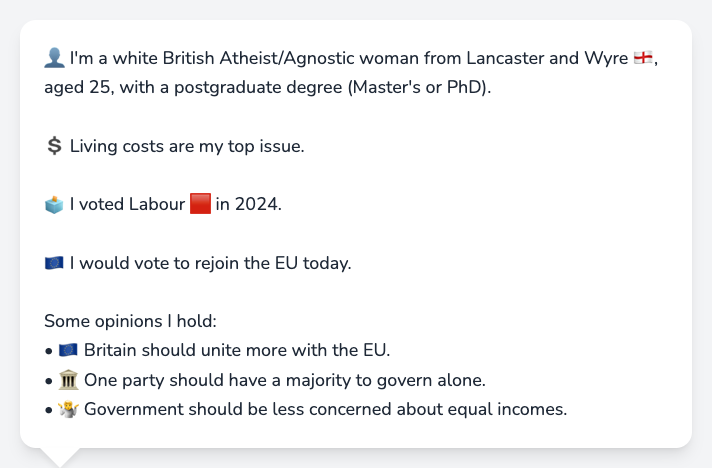 👤 I'm a white British Atheist/Agnostic woman from Lancaster and Wyre 🏴󠁧󠁢󠁥󠁮󠁧󠁿,
aged 25, with a postgraduate degree (Master's or PhD).
💲 Living costs are my top issue.
🗳️ I voted Labour 🟥 in 2024.
🇪🇺 I would vote to rejoin the EU today.
Some opinions I hold:
• 🇪🇺 Britain should unite more with the EU.
• 🏛️ One party should have a majority to govern alone.
• 🤷 Government should be less concerned about equal incomes.